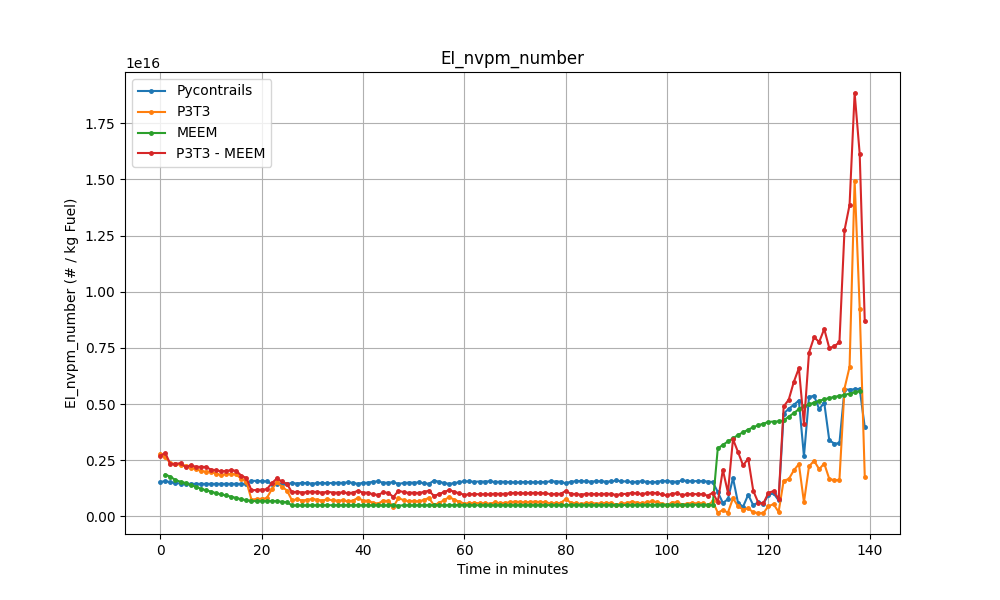 EI_nvpm_number
1e16
Pycontrails
P3T3
MEEM
P3T3 - MEEM
EI_nvpm_number (# / kg Fuel)
1.75
1.50
1.25
1.00
0.75
0.50
0.25
0.00
0 20 40 60 80 100 120 140
Time in minutes